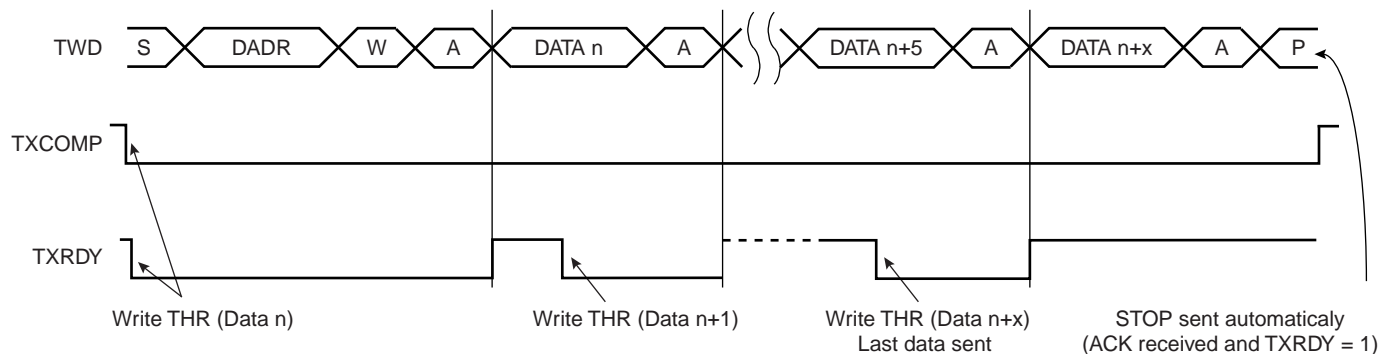 TWD S DADR W A DATA n A DATA n+5 A DATA n+x A P
TXCOMP
TXRDY
Write THR (Data n) Write THR (Data n+1) Write THR (Data n+x) STOP sent automaticaly
Last data sent (ACK received and TXRDY = 1)